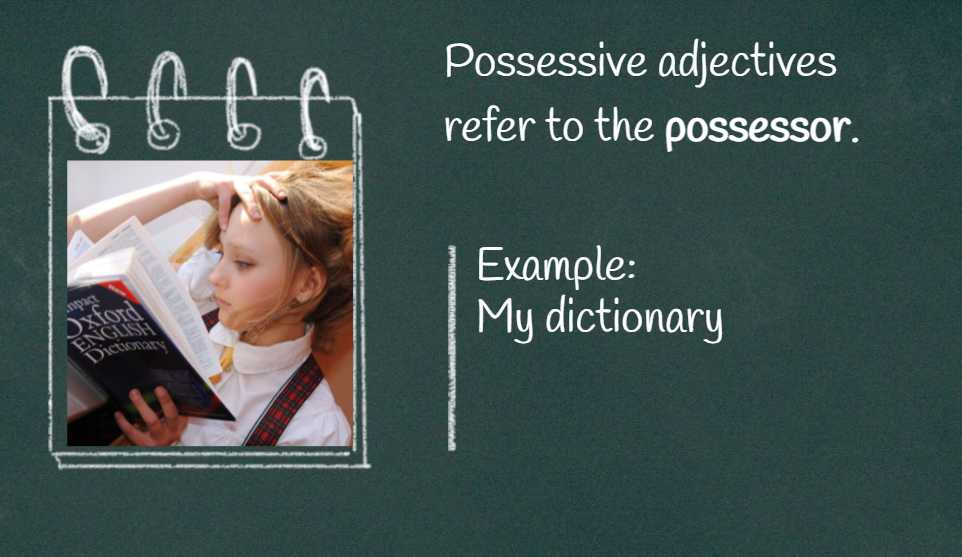 Possessive adjectives
refer to the possessor.
Example:
My dictionary
Oxford
ENGLISH
Dictionary